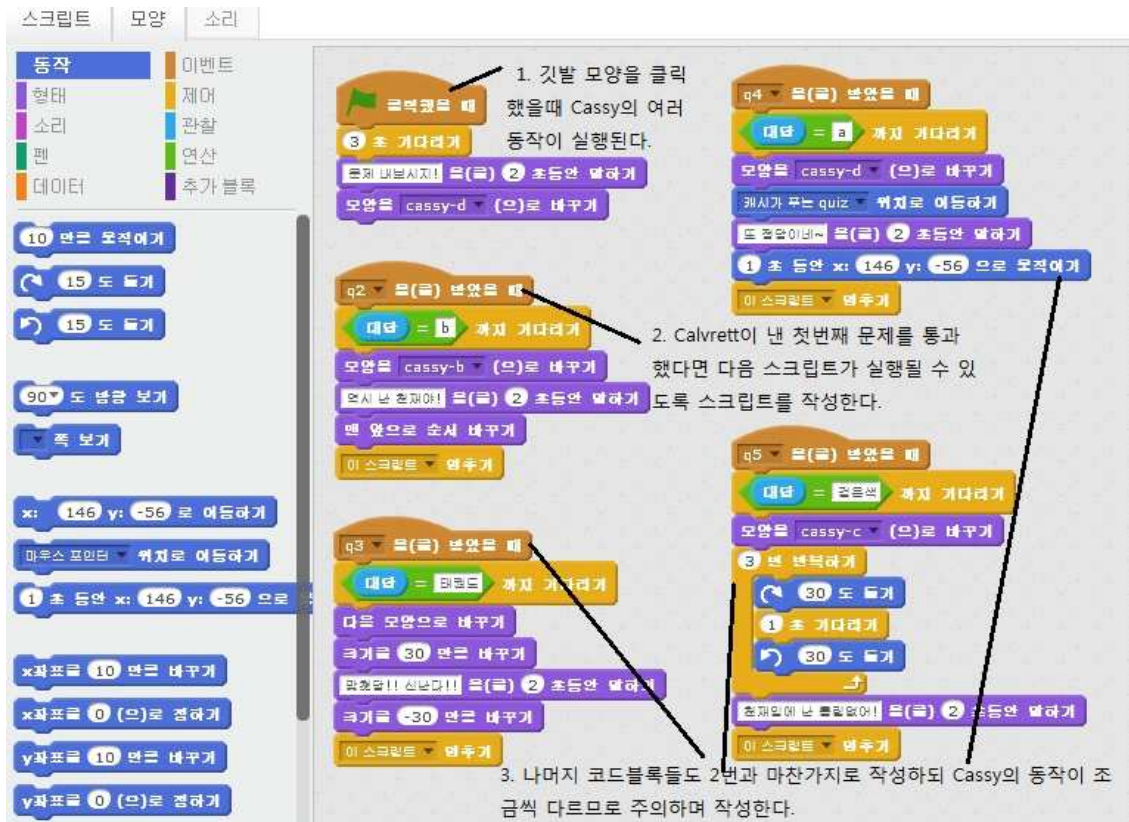 스크립트 모양 소리
동작 이벤트
형태 제어
소리 관찰
펜 연산
데이터 추가 블록
10 만큼 움직이기
15 도 돌기
15 도 돌기
90 도 방향 보기
쪽 보기
x: 146 y: -56 로 이동하기
마우스 포인터 위치로 이동하기
1 초 동안 x: 146 y: -56 으로
x좌표를 10 만큼 바꾸기
x좌표를 0 (으)로 정하기
y좌표를 10 만큼 바꾸기
y좌표를 0 (으)로 정하기
클릭했을 때
3 초 기다리기
문제 내보시지! 을(를) 2 초동안 말하기
모양을 cassy-d (으)로 바꾸기
1. 깃발 모양을 클릭
했을때 Cassy의 여러
동작이 실행된다.
q2 을(를) 받았을 때
대답 = b 까지 기다리기
모양을 cassy-b (으)로 바꾸기
역시 난 천재야! 을(를) 2 초동안 말하기
맨 앞으로 순서 바꾸기
이 스크립트 멈추기
2. Calvrett이 낸 첫번째 문제를 통과
했다면 다음 스크립트가 실행될 수 있
도록 스크립트를 작성한다.
q3 을(를) 받았을 때
대답 = 태권도 까지 기다리기
다음 모양으로 바꾸기
크기를 30 만큼 바꾸기
맞췄달!! 신난다!! 을(를) 2 초동안 말하기
크기를 -30 만큼 바꾸기
이 스크립트 멈추기
q4 을(를) 받았을 때
대답 = a 까지 기다리기
모양을 cassy-d (으)로 바꾸기
캐시가 푸는 quiz 위치로 이동하기
또 정답이네~ 을(를) 2 초동안 말하기
1 초 동안 x: 146 y: -56 으로 움직이기
이 스크립트 멈추기
q5 을(를) 받았을 때
대답 = 검은색 까지 기다리기
모양을 cassy-c (으)로 바꾸기
3 번 반복하기
30 도 돌기
1 초 기다리기
30 도 돌기
천재임에 난 틀림없어! 을(를) 2 초동안 말하기
이 스크립트 멈추기
3. 나머지 코드블록들도 2번과 마찬가지로 작성하되 Cassy의 동작이 조
금씩 다르므로 주의하며 작성한다.